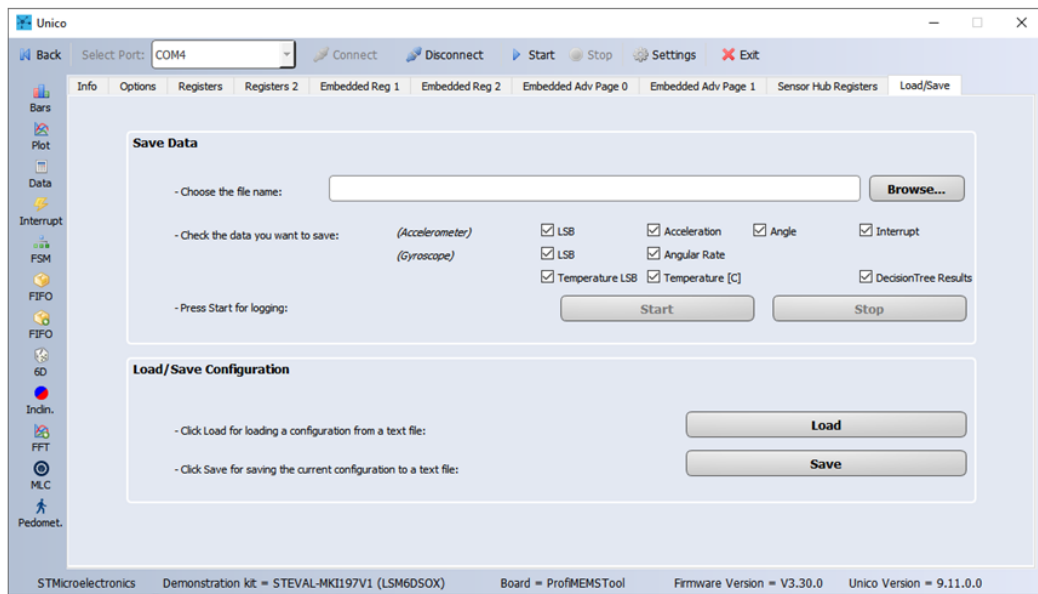 Unico
Back Select Port: COM4 Connect Disconnect Start Stop Settings Exit
Info Options Registers Registers 2 Embedded Reg 1 Embedded Reg 2 Embedded Adv Page 0 Embedded Adv Page 1 Sensor Hub Registers Load/Save
Bars
Plot
Data
Interrupt
FSM
FIFO
FIFO
6D
Inclin.
FFT
MLC
Pedomet.
Save Data
- Choose the file name: Browse...
- Check the data you want to save: (Accelerometer) LSB Acceleration Angle Interrupt
(Gyroscope) LSB Angular Rate
Temperature LSB Temperature [C] DecisionTree Results
- Press Start for logging: Start Stop
Load/Save Configuration
- Click Load for loading a configuration from a text file: Load
- Click Save for saving the current configuration to a text file: Save
STMicroelectronics Demonstration kit = STEVAL-MKI197V1 (LSM6DSOX) Board = ProfiMEMSTool Firmware Version = V3.30.0 Unico Version = 9.11.0.0